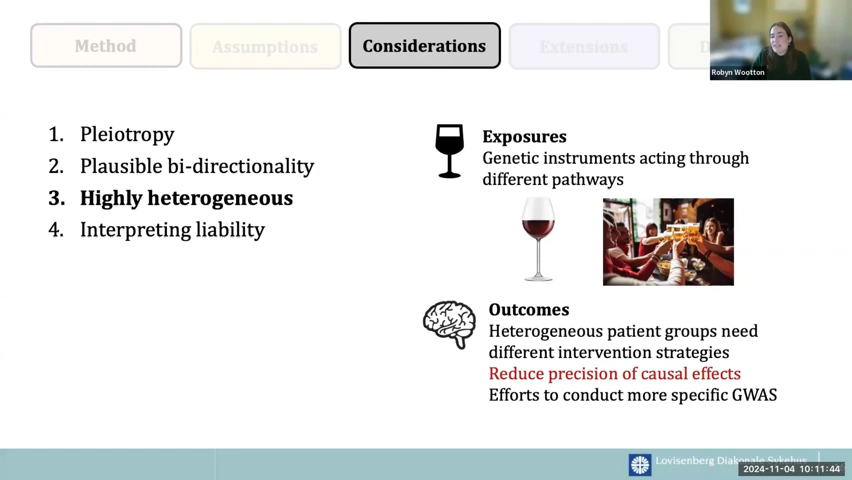 Method
Assumptions
Considerations
Extensions
D
Robyn Wootton
1. Pleiotropy
2. Plausible bi-directionality
3. Highly heterogeneous
4. Interpreting liability
Exposures
Genetic instruments acting through
different pathways
Outcomes
Heterogeneous patient groups need
different intervention strategies
Reduce precision of causal effects
Efforts to conduct more specific GWAS
Lovisenberg Diakonale Sykehus
2024-11-04 10:11:44